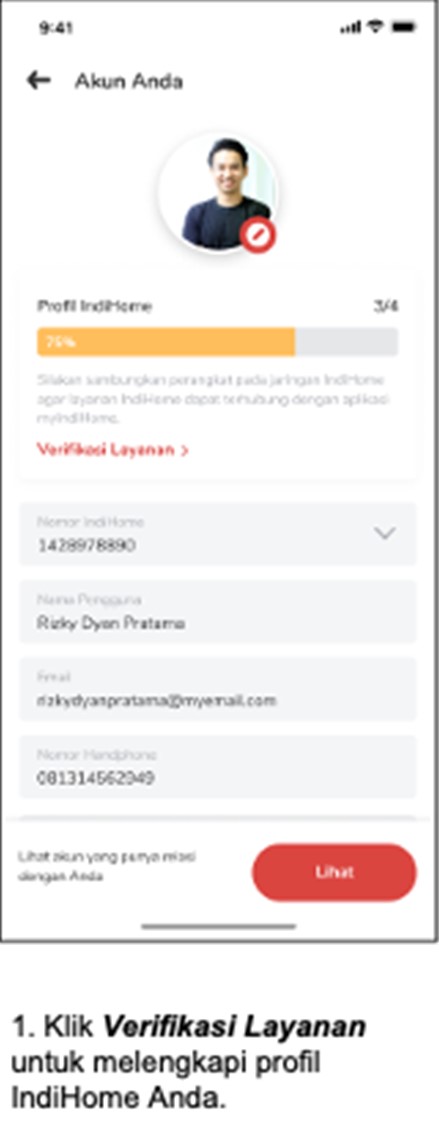 9:41
Akun Anda
Profil IndiHome 3/4
75%
Silakan sambungkan perangkat pada jaringan IndiHome
agar layanan IndiHome dapat terhubung dengan aplikasi
myIndiHome.
Verifikasi Layanan >
Nomor IndiHome
1428978890
Nama Pengguna
Rizky Dyan Pratama
Email
rizkydyanpratama@myemail.com
Nomor Handphone
081314562949
Lihat akun yang punya misi
dengan Anda
Lihat
1. Klik Verifikasi Layanan
untuk melengkapi profil
IndiHome Anda.